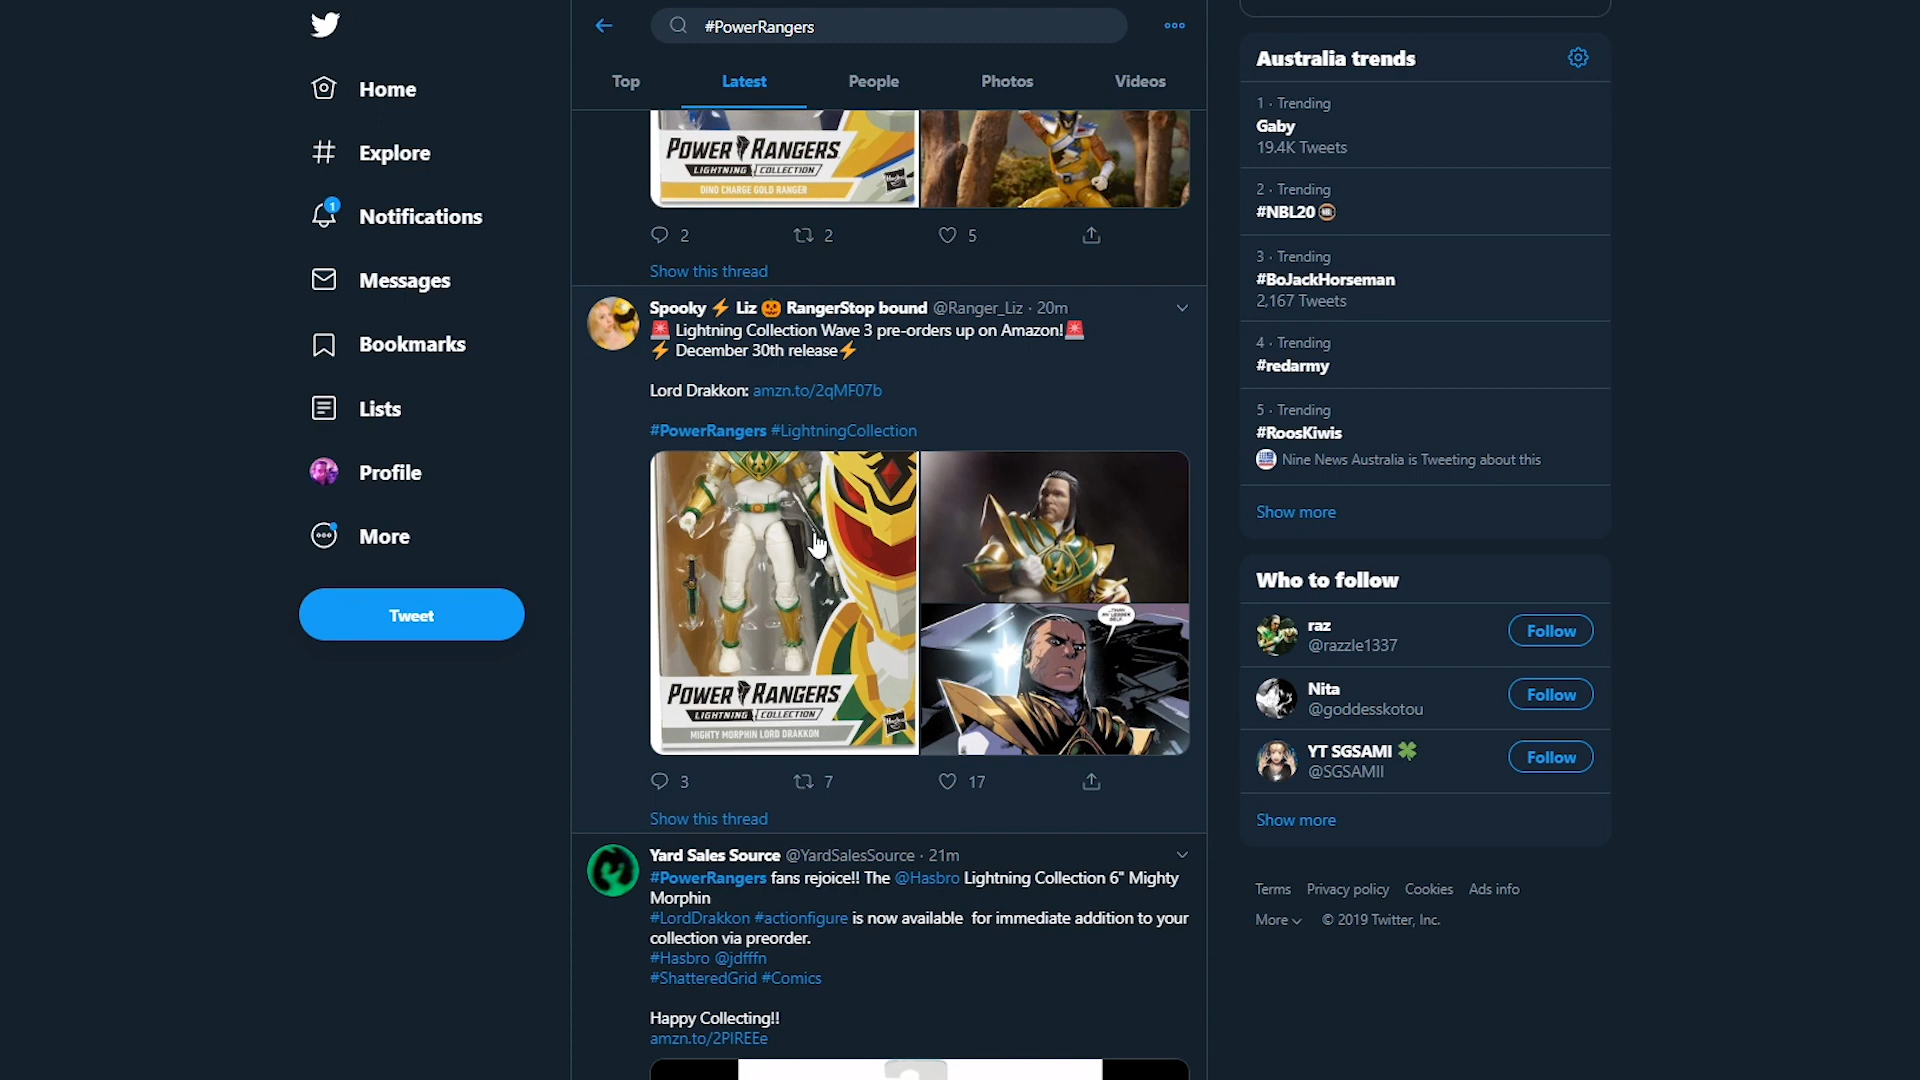 #PowerRangers
Home
Explore
1
Notifications
Messages
Bookmarks
Lists
Profile
More
Tweet
Top
Latest
People
Photos
Videos
POWER RANGERS
LIGHTNING COLLECTION
DINO CHARGE GOLD RANGER
Hasbro
2
2
5
Show this thread
Spooky ⚡ Liz 🎃 RangerStop bound @Ranger_Liz · 20m
🚨 Lightning Collection Wave 3 pre-orders up on Amazon!🚨
⚡ December 30th release⚡
Lord Drakkon: amzn.to/2qMF07b
#PowerRangers #LightningCollection
...THAN MY LESSER SELF.
POWER RANGERS
LIGHTNING COLLECTION
MIGHTY MORPHIN LORD DRAKKON
Hasbro
3
7
17
Show this thread
Yard Sales Source @YardSalesSource · 21m
#PowerRangers fans rejoice!! The @Hasbro Lightning Collection 6" Mighty
Morphin
#LordDrakkon #actionfigure is now available  for immediate addition to your
collection via preorder.
#Hasbro @jdfffn
#ShatteredGrid #Comics
Happy Collecting!!
amzn.to/2PIREEe
Australia trends
1 · Trending
Gaby
19.4K Tweets
2 · Trending
#NBL20
3 · Trending
#BoJackHorseman
2,167 Tweets
4 · Trending
#redarmy
5 · Trending
#RoosKiwis
Nine News Australia is Tweeting about this
Show more
Who to follow
raz
@razzle1337
Follow
Nita
@goddesskotou
Follow
YT SGSAMI 🍀
@SGSAMII
Follow
Show more
Terms Privacy policy Cookies Ads info
More © 2019 Twitter, Inc.